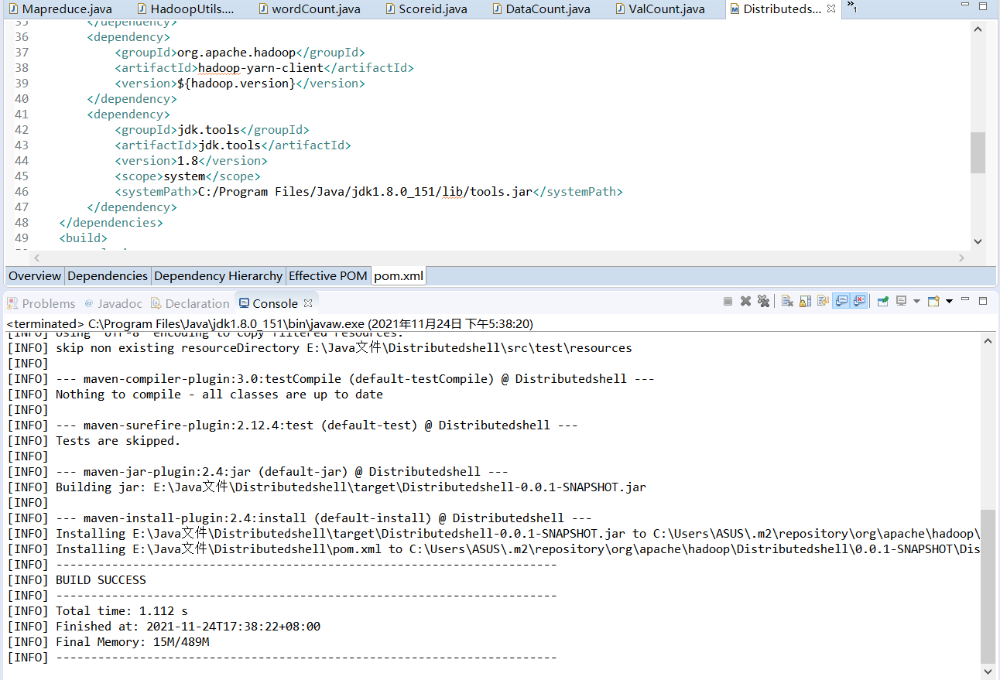 Mapreduce.java HadoopUtils.... wordCount.java Scoreid.java DataCount.java ValCount.java Distributeds... »1
35 </dependency>
36 <dependency>
37 <groupId>org.apache.hadoop</groupId>
38 <artifactId>hadoop-yarn-client</artifactId>
39 <version>${hadoop.version}</version>
40 </dependency>
41 <dependency>
42 <groupId>jdk.tools</groupId>
43 <artifactId>jdk.tools</artifactId>
44 <version>1.8</version>
45 <scope>system</scope>
46 <systemPath>C:/Program Files/Java/jdk1.8.0_151/lib/tools.jar</systemPath>
47 </dependency>
48 </dependencies>
49 <build>
Overview Dependencies Dependency Hierarchy Effective POM pom.xml
Problems @ Javadoc Declaration Console
<terminated> C:\Program Files\Java\jdk1.8.0_151\bin\javaw.exe (2021年11月24日 下午5:38:20)
[INFO] Using 'UTF-8' encoding to copy filtered resources.
[INFO] skip non existing resourceDirectory E:\Java文件\Distributedshell\src\test\resources
[INFO]
[INFO] --- maven-compiler-plugin:3.0:testCompile (default-testCompile) @ Distributedshell ---
[INFO] Nothing to compile - all classes are up to date
[INFO]
[INFO] --- maven-surefire-plugin:2.12.4:test (default-test) @ Distributedshell ---
[INFO] Tests are skipped.
[INFO]
[INFO] --- maven-jar-plugin:2.4:jar (default-jar) @ Distributedshell ---
[INFO] Building jar: E:\Java文件\Distributedshell\target\Distributedshell-0.0.1-SNAPSHOT.jar
[INFO]
[INFO] --- maven-install-plugin:2.4:install (default-install) @ Distributedshell ---
[INFO] Installing E:\Java文件\Distributedshell\target\Distributedshell-0.0.1-SNAPSHOT.jar to C:\Users\ASUS\.m2\repository\org\apache\hadoop\
[INFO] Installing E:\Java文件\Distributedshell\pom.xml to C:\Users\ASUS\.m2\repository\org\apache\hadoop\Distributedshell\0.0.1-SNAPSHOT\Dis
[INFO] ------------------------------------------------------------------------
[INFO] BUILD SUCCESS
[INFO] ------------------------------------------------------------------------
[INFO] Total time: 1.112 s
[INFO] Finished at: 2021-11-24T17:38:22+08:00
[INFO] Final Memory: 15M/489M
[INFO] ------------------------------------------------------------------------